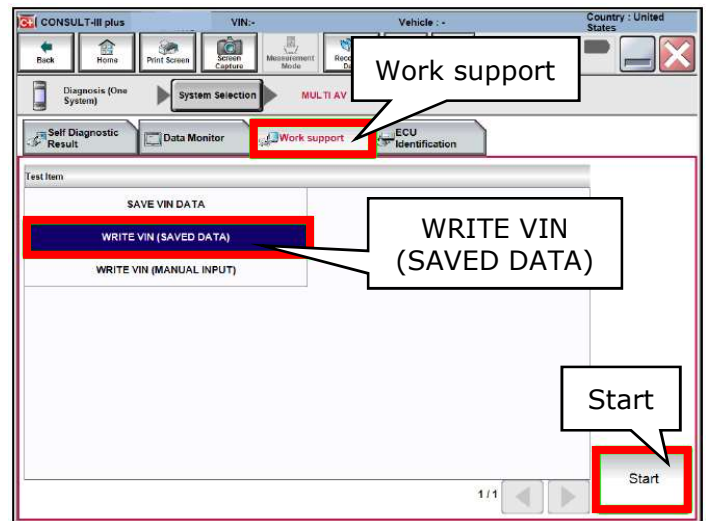 CONSULT-III plus VIN:- Vehicle : - Country : United
States
Back Home Print Screen Screen
Capture Measurement
Mode
Work support
Diagnosis (One
System) System Selection MULTI AV
Self Diagnostic
Result Data Monitor Work support ECU
Identification
Test Item
SAVE VIN DATA
WRITE VIN (SAVED DATA)
WRITE VIN
(SAVED DATA)
WRITE VIN (MANUAL INPUT)
Start
Start
1/1